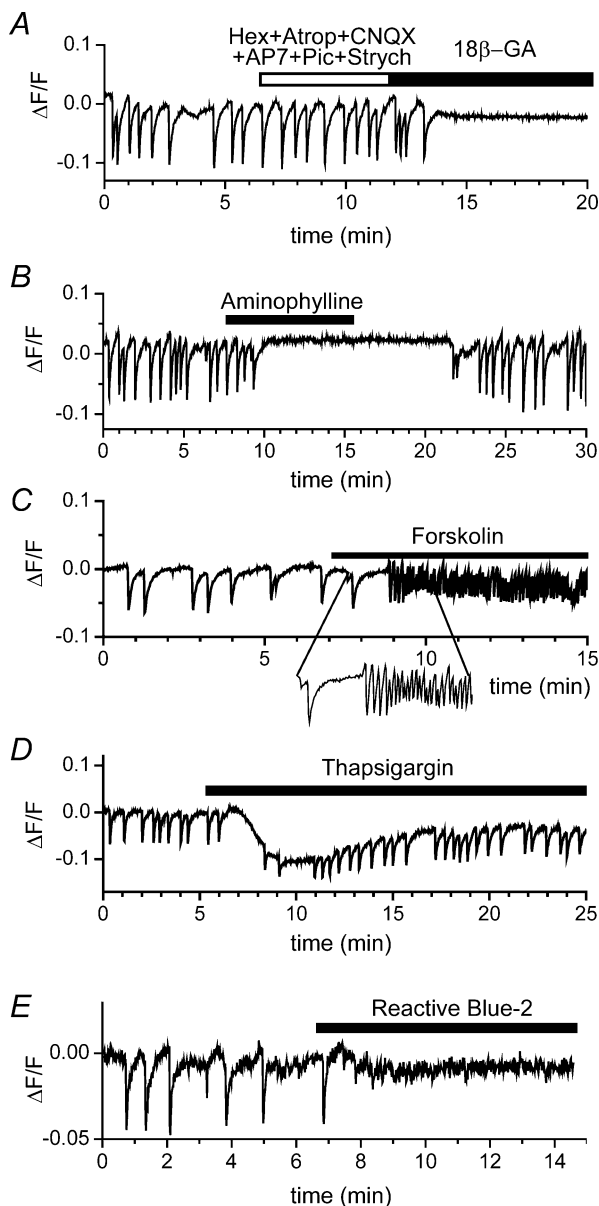 A
Hex+Atrop+CNQX
+AP7+Pic+Strych
18β−GA
ΔF/F
0.1
0.0
-0.1
0 5 10 15 20
time (min)
B
Aminophylline
ΔF/F
0.1
0.0
-0.1
0 5 10 15 20 25 30
time (min)
C
Forskolin
ΔF/F
0.1
0.0
-0.1
0 5 10 15
time (min)
D
Thapsigargin
ΔF/F
0.1
0.0
-0.1
0 5 10 15 20 25
time (min)
E
Reactive Blue-2
ΔF/F
0.00
-0.05
0 2 4 6 8 10 12 14
time (min)